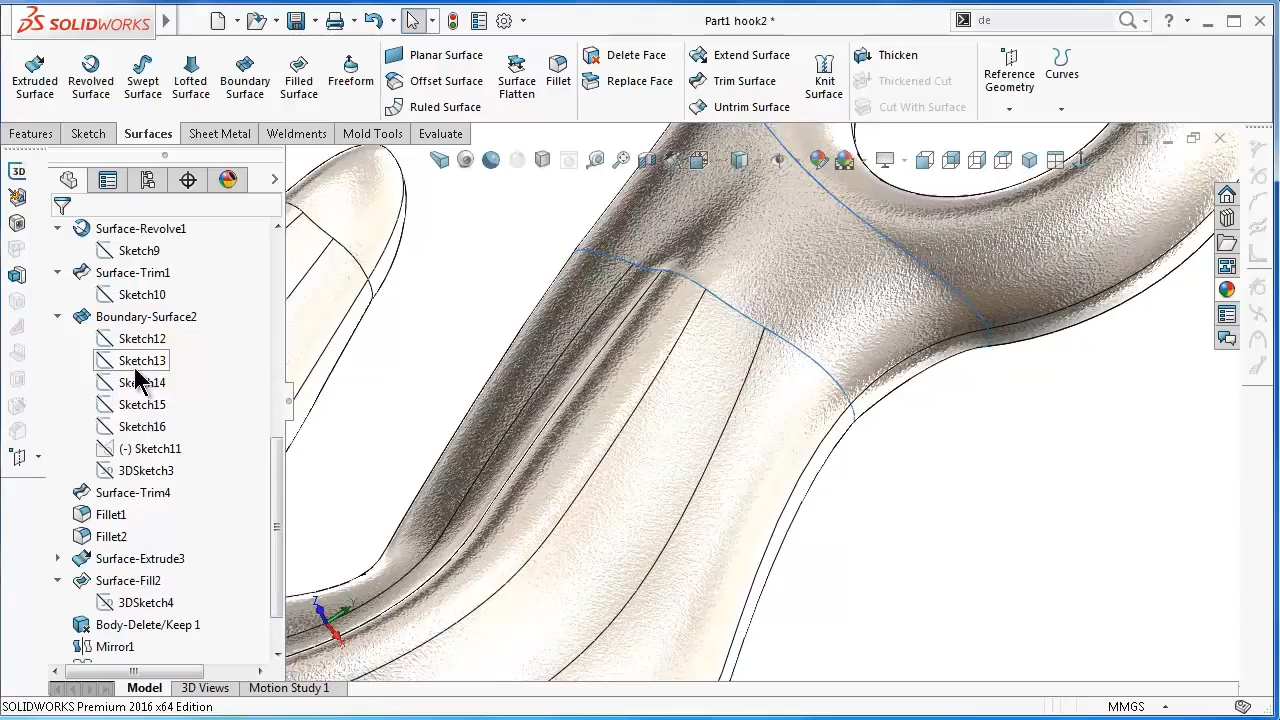 SOLIDWORKS
Part1 hook2 *
de
Extruded Surface
Revolved Surface
Swept Surface
Lofted Surface
Boundary Surface
Filled Surface
Freeform
Planar Surface
Offset Surface
Ruled Surface
Surface Flatten
Fillet
Delete Face
Replace Face
Extend Surface
Trim Surface
Untrim Surface
Knit Surface
Thicken
Thickened Cut
Cut With Surface
Reference Geometry
Curves
Features
Sketch
Surfaces
Sheet Metal
Weldments
Mold Tools
Evaluate
3D
Surface-Revolve1
Sketch9
Surface-Trim1
Sketch10
Boundary-Surface2
Sketch12
Sketch13
Sketch14
Sketch15
Sketch16
(-) Sketch11
3DSketch3
Surface-Trim4
Fillet1
Fillet2
Surface-Extrude3
Surface-Fill2
3DSketch4
Body-Delete/Keep 1
Mirror1
Model
3D Views
Motion Study 1
SOLIDWORKS Premium 2016 x64 Edition
MMGS